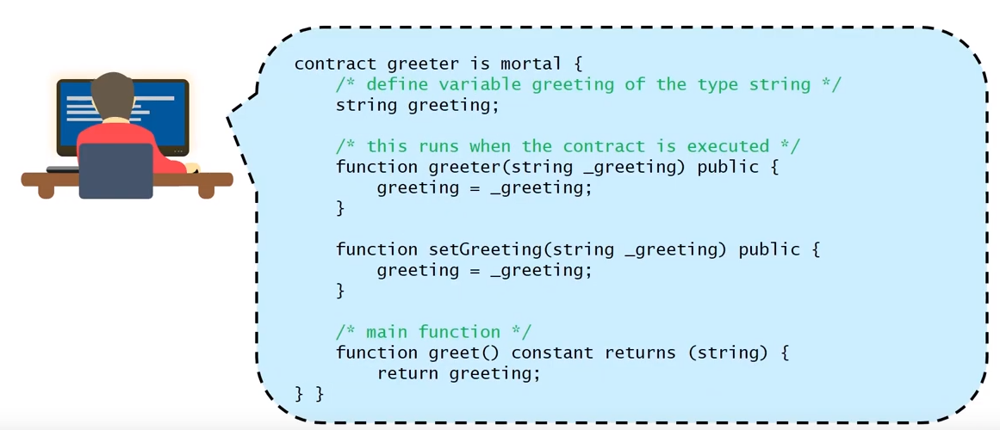 contract greeter is mortal {
/* define variable greeting of the type string */
string greeting;
/* this runs when the contract is executed */
function greeter(string _greeting) public {
greeting = _greeting;
}
function setGreeting(string _greeting) public {
greeting = _greeting;
}
/* main function */
function greet() constant returns (string) {
return greeting;
} }